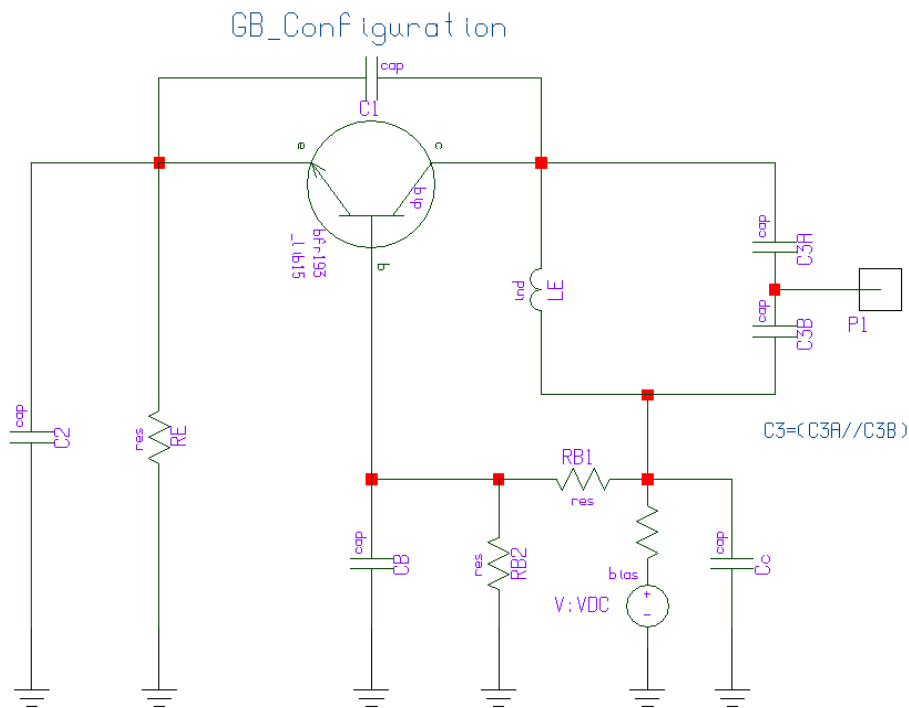 GB_Configuration
cap
C1
e
c
bip
bfr193
_lib15
b
cap
C3A
ind
LE
P1
cap
C3B
C3=(C3A//C3B)
cap
C2
res
RE
RB1
res
cap
CB
res
RB2
bias
V:VDC
+
-
cap
Cc